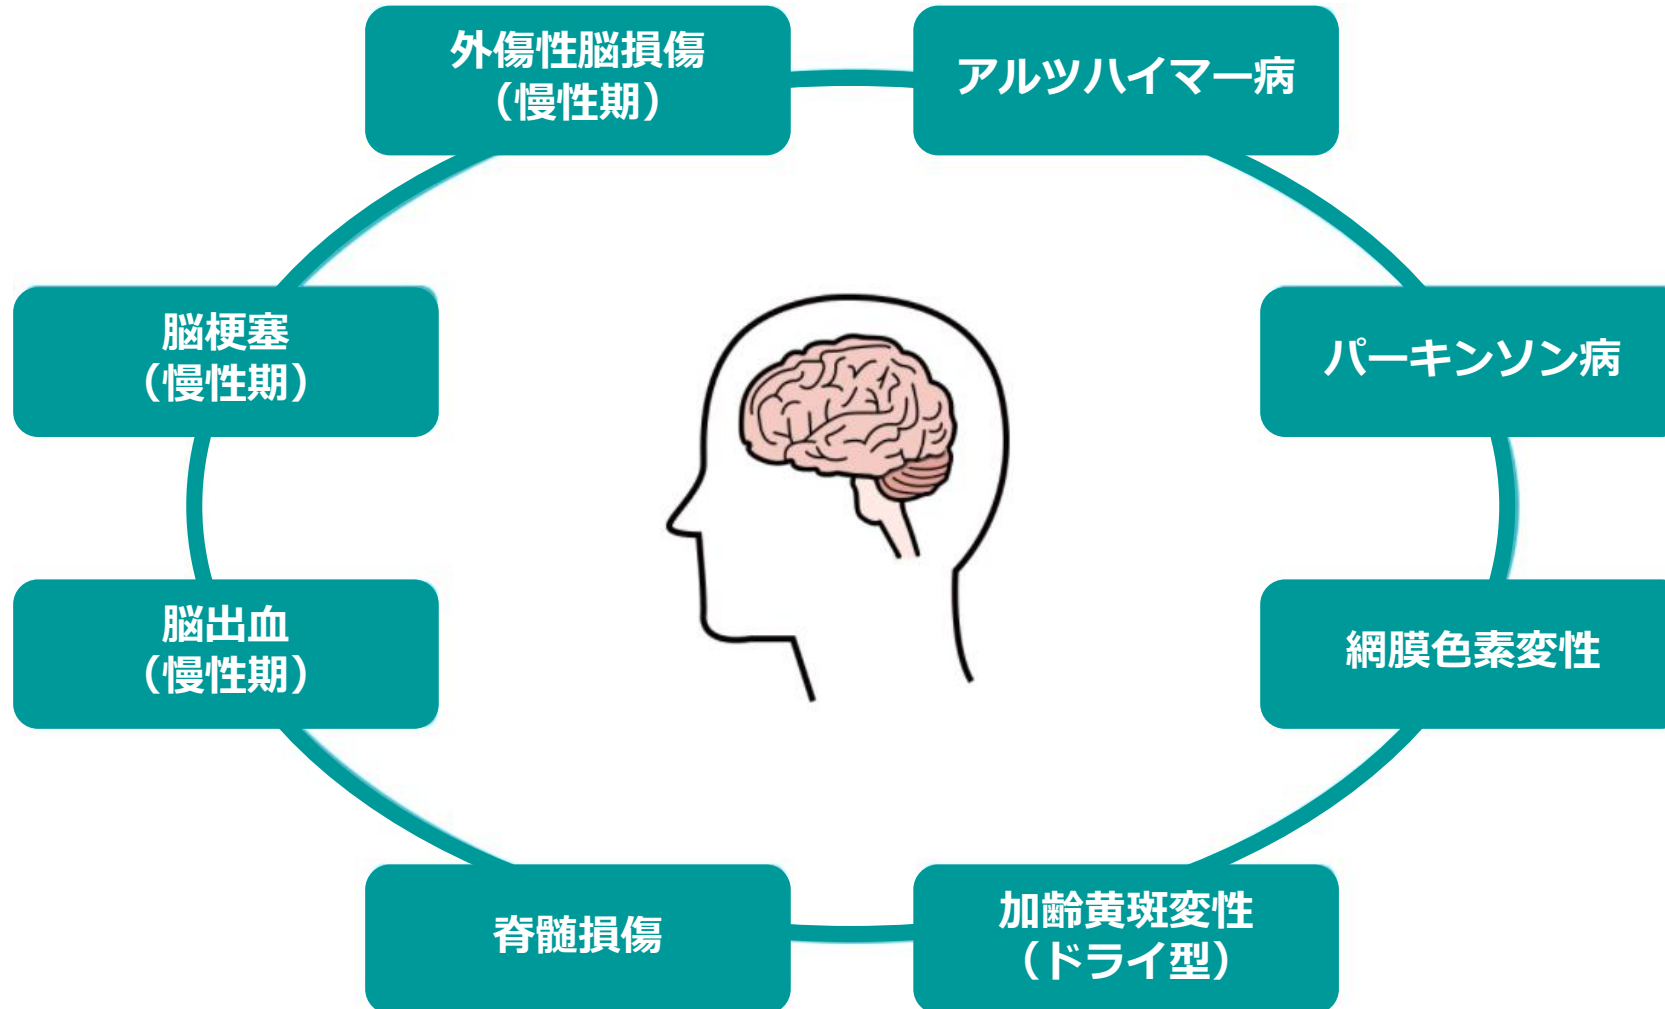 外傷性脳損傷
（慢性期）
アルツハイマー病
脳梗塞
（慢性期）
パーキンソン病
脳出血
（慢性期）
網膜色素変性
脊髄損傷
加齢黄斑変性
（ドライ型）